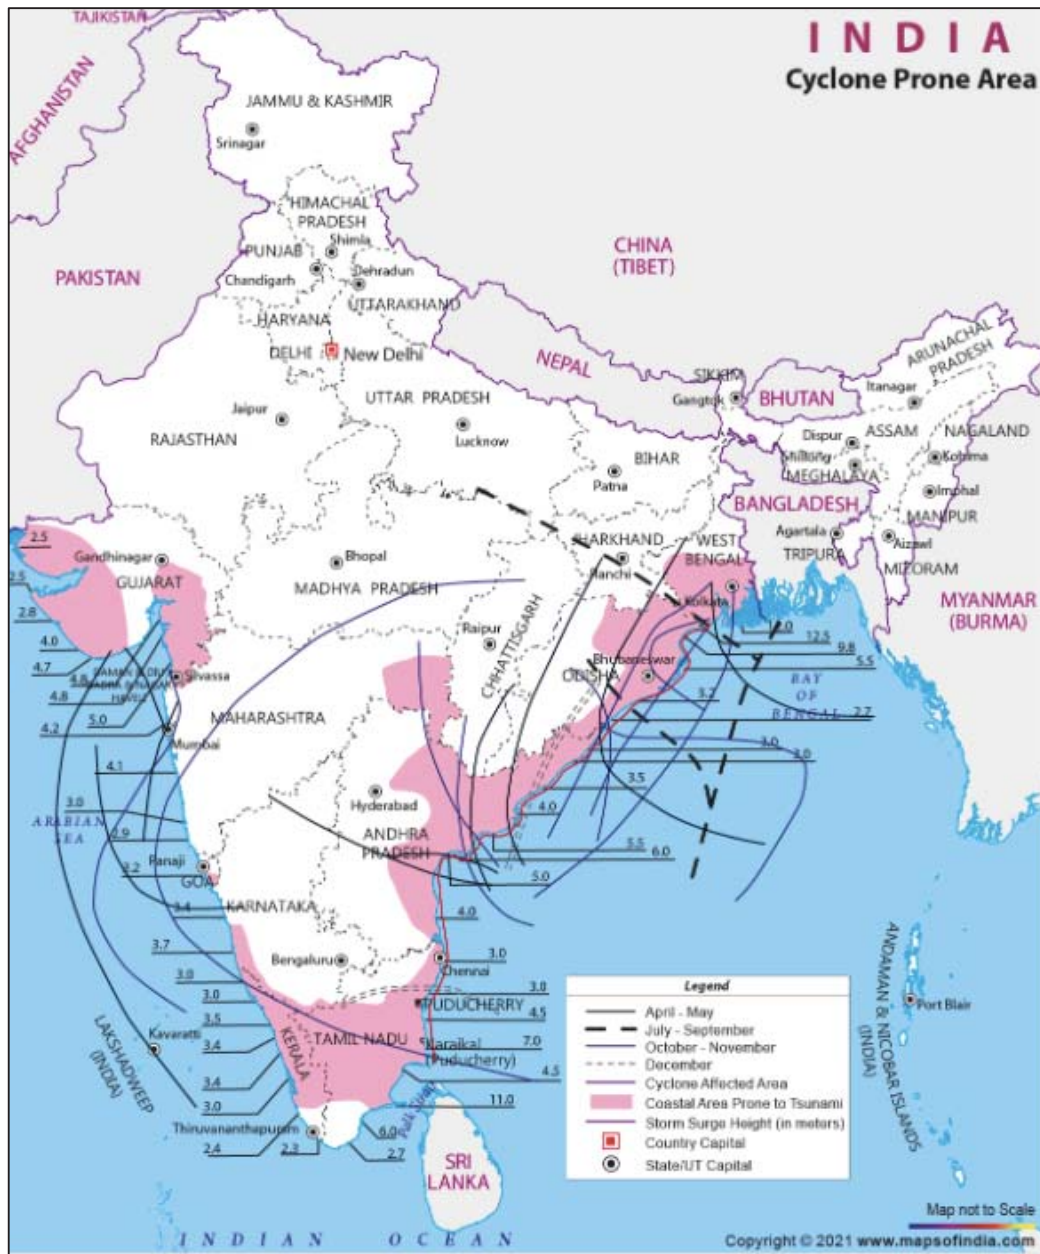 INDIA
Cyclone Prone Area
TAJIKISTAN
AFGHANISTAN
JAMMU & KASHMIR
Srinagar
HIMACHAL
PRADESH
Shimla
PUNJAB
CHINA
(TIBET)
PAKISTAN
Chandigarh
Dehradun
UTTARAKHAND
HARYANA
DELHI
New Delhi
NEPAL
ARUNACHAL
PRADESH
SIKKIM
Gangtok
BHUTAN
Itanagar
UTTAR PRADESH
Jaipur
RAJASTHAN
Lucknow
Dispur
ASSAM
NAGALAND
BIHAR
Patna
Shillong
MEGHALAYA
Kohima
Imphal
MANIPUR
BANGLADESH
Agartala
TRIPURA
Aizawl
MIZORAM
MYANMAR
(BURMA)
2.5
Gandhinagar
GUJARAT
Bhopal
MADHYA PRADESH
JHARKHAND
Ranchi
WEST
BENGAL
Kolkata
2.5
2.8
4.0
4.7
4.8
4.8
5.0
4.2
DAMAN & DIU
Silvassa
Raipur
CHHATTISGARH
Bhubaneswar
ODISHA
12.5
9.8
5.5
BAY
OF
BENGAL
3.2
2.7
MAHARASHTRA
Mumbai
4.1
3.0
3.0
3.5
4.0
Hyderabad
3.0
ARABIAN
SEA
2.9
ANDHRA
PRADESH
5.5
6.0
5.0
Panaji
3.2
GOA
3.4
KARNATAKA
4.0
3.7
Bengaluru
Chennai
3.0
3.0
3.0
3.0
PUDUCHERRY
4.5
3.5
3.4
TAMIL NADU
KERALA
Karaikal
(Puducherry)
7.0
LAKSHADWEEP
(INDIA)
Kavaratti
4.5
3.4
3.0
11.0
Thiruvananthapuram
Palk Strait
6.0
2.4
2.3
2.7
SRI
LANKA
ANDAMAN & NICOBAR ISLANDS
(INDIA)
Port Blair
Legend
April - May
July - September
October - November
December
Cyclone Affected Area
Coastal Area Prone to Tsunami
Storm Surge Height (in meters)
Country Capital
State/UT Capital
INDIAN OCEAN
Map not to Scale
Copyright © 2021 www.mapsofindia.com